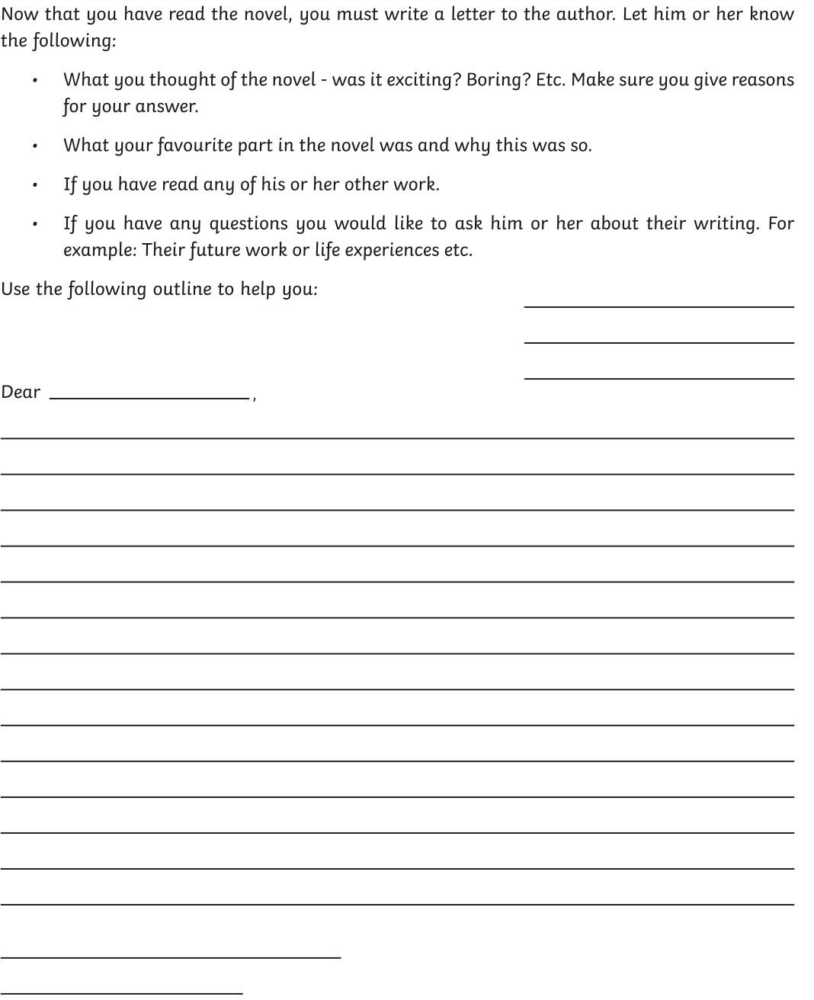 Now that you have read the novel, you must write a letter to the author. Let him or her know
the following:
• What you thought of the novel - was it exciting? Boring? Etc. Make sure you give reasons
for your answer.
• What your favourite part in the novel was and why this was so.
• If you have read any of his or her other work.
• If you have any questions you would like to ask him or her about their writing. For
example: Their future work or life experiences etc.
Use the following outline to help you:
Dear ____________________,